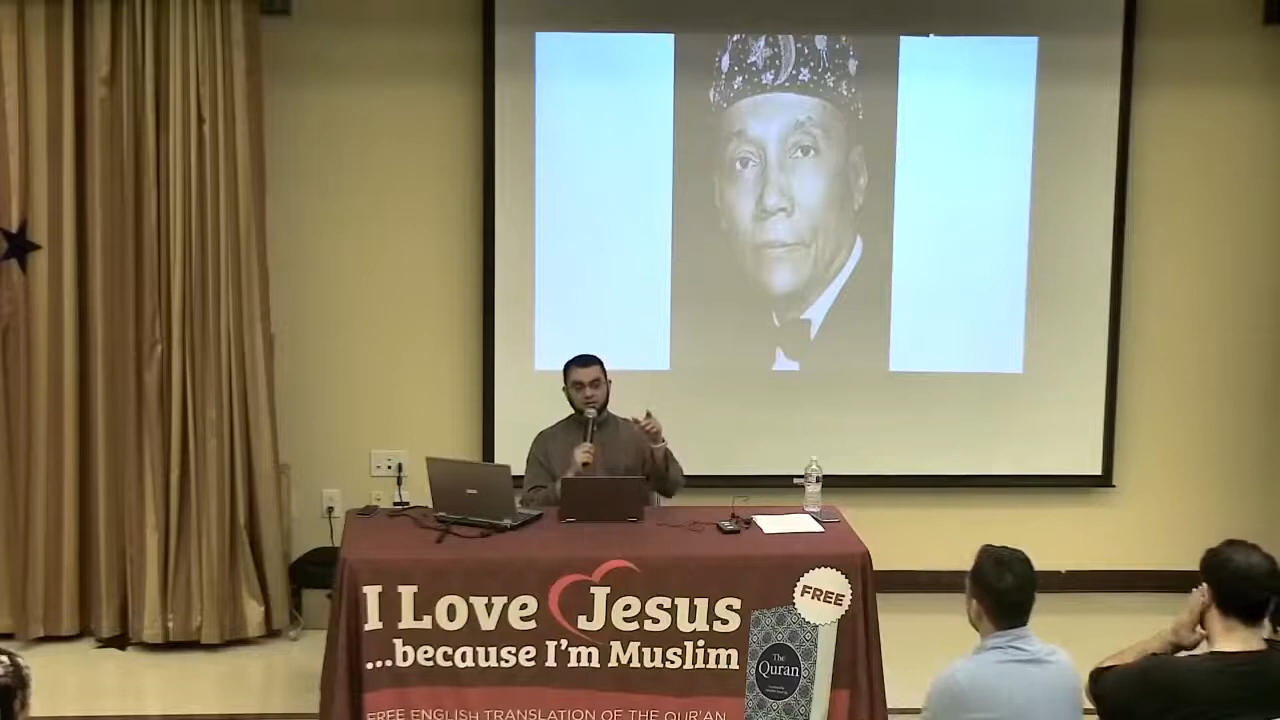 I Love Jesus
...because I'm Muslim
FREE
The
Quran
FREE ENGLISH TRANSLATION OF THE QUR'AN